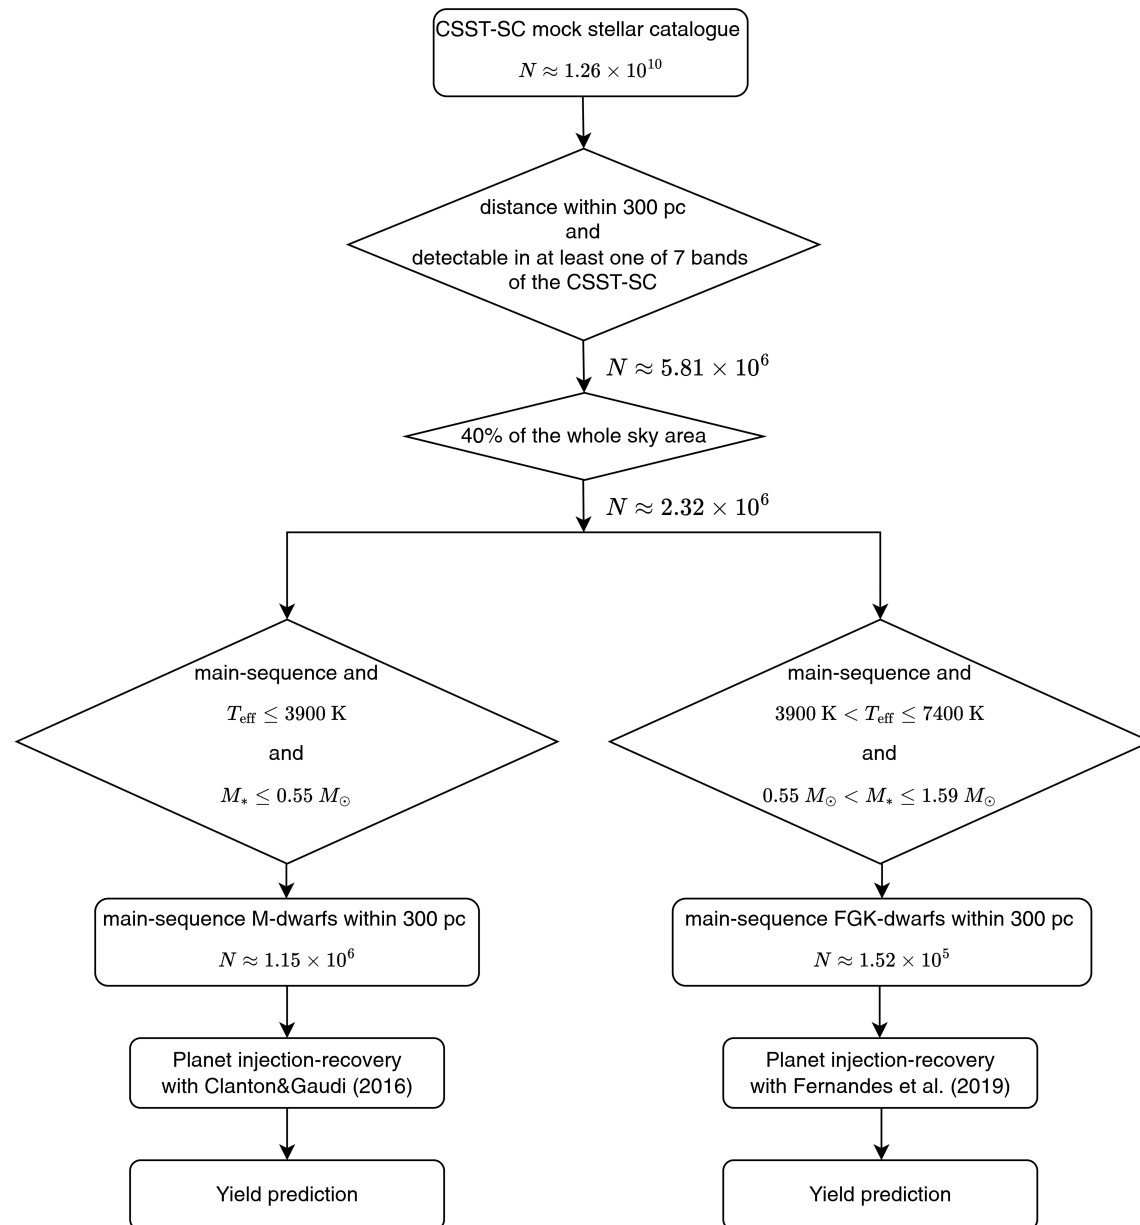 CSST-SC mock stellar catalogue
N ≈ 1.26 × 10^10
distance within 300 pc
and
detectable in at least one of 7 bands
of the CSST-SC
N ≈ 5.81 × 10^6
40% of the whole sky area
N ≈ 2.32 × 10^6
main-sequence and
T_eff ≤ 3900 K
and
M_* ≤ 0.55 M_⊙
main-sequence and
3900 K < T_eff ≤ 7400 K
and
0.55 M_⊙ < M_* ≤ 1.59 M_⊙
main-sequence M-dwarfs within 300 pc
N ≈ 1.15 × 10^6
main-sequence FGK-dwarfs within 300 pc
N ≈ 1.52 × 10^5
Planet injection-recovery
with Clanton&Gaudi (2016)
Planet injection-recovery
with Fernandes et al. (2019)
Yield prediction
Yield prediction